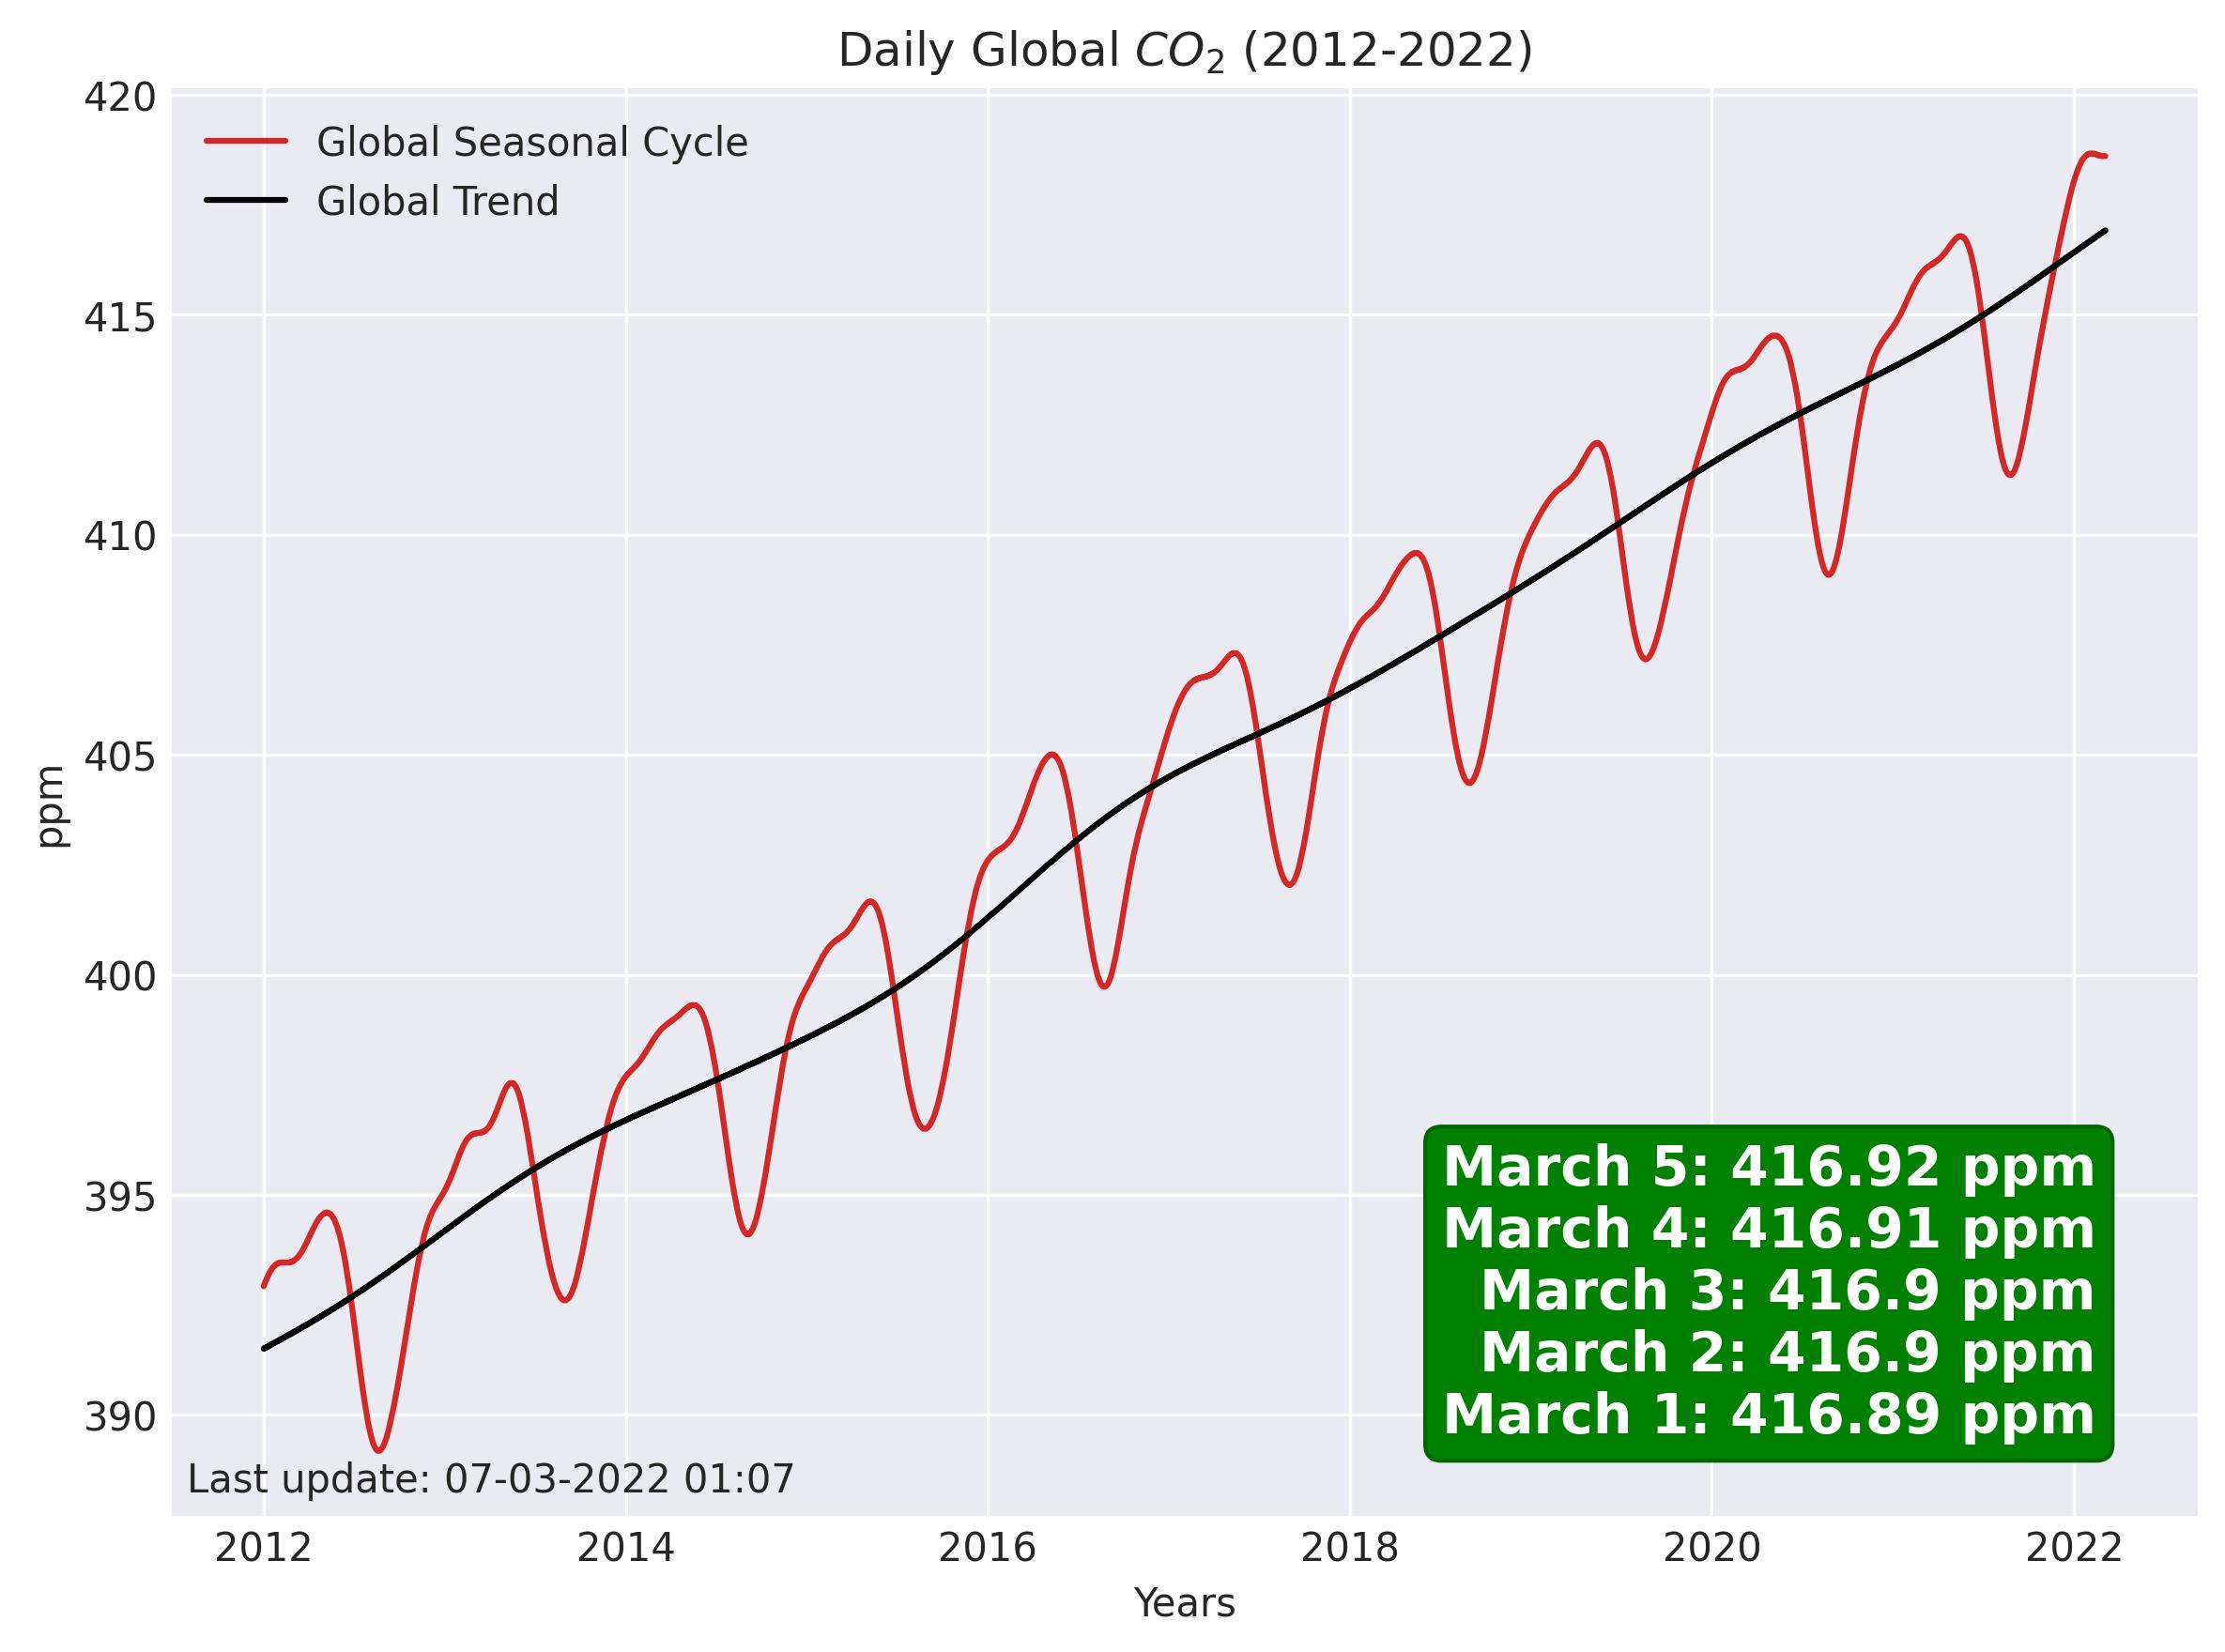 Daily Global CO₂ (2012-2022)
420
415
410
405
400
395
390
ppm
Global Seasonal Cycle
Global Trend
March 5: 416.92 ppm
March 4: 416.91 ppm
March 3: 416.9 ppm
March 2: 416.9 ppm
March 1: 416.89 ppm
Last update: 07-03-2022 01:07
2012 2014 2016 2018 2020 2022
Years